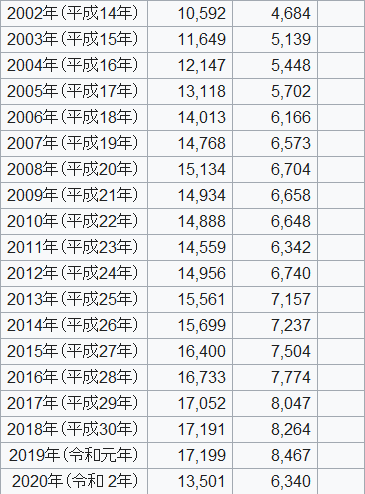 2002年(平成14年) 10,592 4,684
2003年(平成15年) 11,649 5,139
2004年(平成16年) 12,147 5,448
2005年(平成17年) 13,118 5,702
2006年(平成18年) 14,013 6,166
2007年(平成19年) 14,768 6,573
2008年(平成20年) 15,134 6,704
2009年(平成21年) 14,934 6,658
2010年(平成22年) 14,888 6,648
2011年(平成23年) 14,559 6,342
2012年(平成24年) 14,956 6,740
2013年(平成25年) 15,561 7,157
2014年(平成26年) 15,699 7,237
2015年(平成27年) 16,400 7,504
2016年(平成28年) 16,733 7,774
2017年(平成29年) 17,052 8,047
2018年(平成30年) 17,191 8,264
2019年(令和元年) 17,199 8,467
2020年(令和 2年) 13,501 6,340